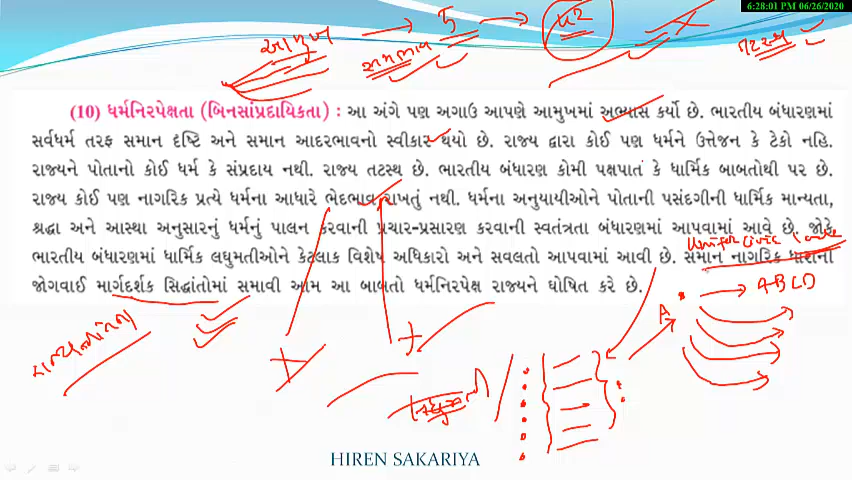 6:28:01 PM 06/26/2020
આમુખ
સમભાવ
તટસ્થ
(10) ધર્મનિરપેક્ષતા (બિનસાંપ્રદાયિકતા) : આ અંગે પણ અગાઉ આપણે આમુખમાં અભ્યાસ કર્યો છે. ભારતીય બંધારણમાં
સર્વધર્મ તરફ સમાન દૃષ્ટિ અને સમાન આદરભાવનો સ્વીકાર થયો છે. રાજ્ય દ્વારા કોઈ પણ ધર્મને ઉત્તેજન કે ટેકો નહિ.
રાજ્યને પોતાનો કોઈ ધર્મ કે સંપ્રદાય નથી. રાજ્ય તટસ્થ છે. ભારતીય બંધારણ કોમી પક્ષપાત કે ધાર્મિક બાબતોથી પર છે.
રાજ્ય કોઈ પણ નાગરિક પ્રત્યે ધર્મના આધારે ભેદભાવ રાખતું નથી. ધર્મના અનુયાયીઓને પોતાની પસંદગીની ધાર્મિક માન્યતા,
શ્રદ્ધા અને આસ્થા અનુસારનું ધર્મનું પાલન કરવાની પ્રચાર-પ્રસારણ કરવાની સ્વતંત્રતા બંધારણમાં આપવામાં આવે છે. જોકે
ભારતીય બંધારણમાં ધાર્મિક લઘુમતીઓને કેટલાક વિશેષ અધિકારો અને સવલતો આપવામાં આવી છે. સમાન નાગરિક ધારાની
જોગવાઈ માર્ગદર્શક સિદ્ધાંતોમાં સમાવી આમ આ બાબતો ધર્મનિરપેક્ષ રાજ્યને ઘોષિત કરે છે.
A
ABCD
HIREN SAKARIYA